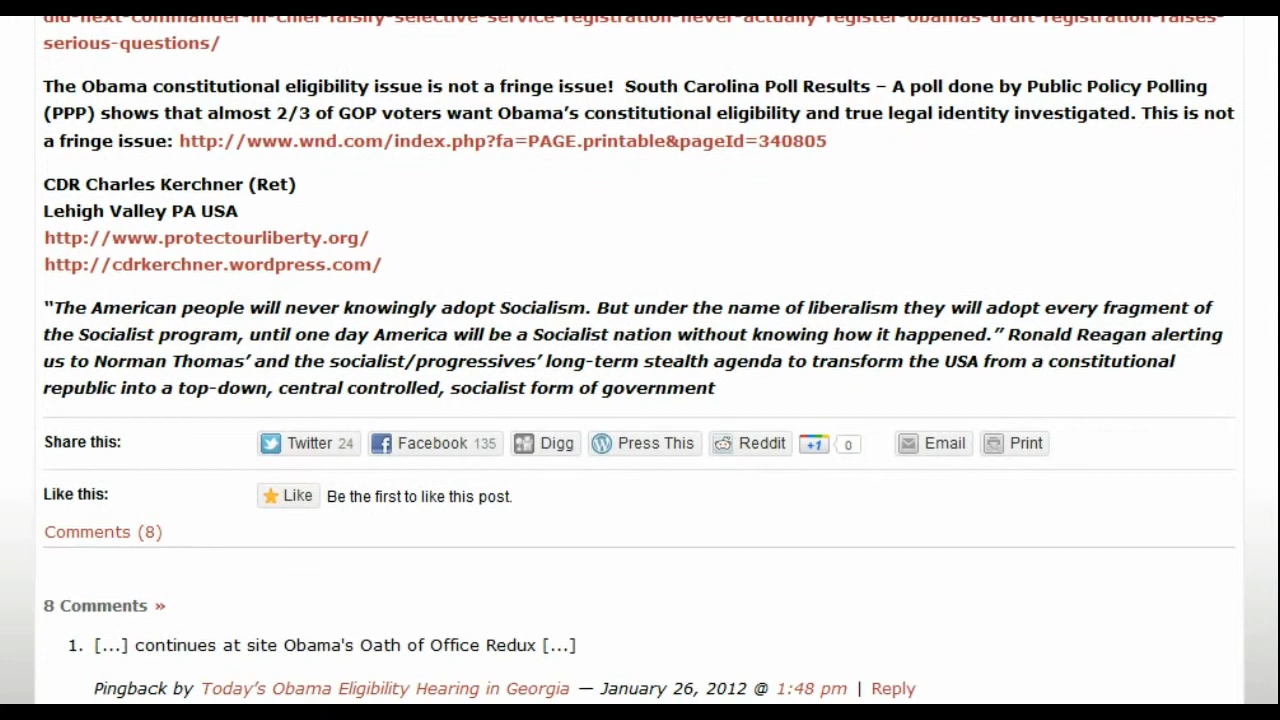 did-next-commander-in-chief-falsify-selective-service-registration-never-actually-register-obamas-draft-registration-raises-
serious-questions/
The Obama constitutional eligibility issue is not a fringe issue!  South Carolina Poll Results – A poll done by Public Policy Polling
(PPP) shows that almost 2/3 of GOP voters want Obama’s constitutional eligibility and true legal identity investigated. This is not
a fringe issue: http://www.wnd.com/index.php?fa=PAGE.printable&pageId=340805
CDR Charles Kerchner (Ret)
Lehigh Valley PA USA
http://www.protectourliberty.org/
http://cdrkerchner.wordpress.com/
“The American people will never knowingly adopt Socialism. But under the name of liberalism they will adopt every fragment of
the Socialist program, until one day America will be a Socialist nation without knowing how it happened.” Ronald Reagan alerting
us to Norman Thomas’ and the socialist/progressives’ long-term stealth agenda to transform the USA from a constitutional
republic into a top-down, central controlled, socialist form of government
Share this: Twitter 24 Facebook 135 Digg Press This Reddit +1 0 Email Print
Like this: Like Be the first to like this post.
Comments (8)
8 Comments »
1. [...] continues at site Obama's Oath of Office Redux [...]
Pingback by Today’s Obama Eligibility Hearing in Georgia — January 26, 2012 @ 1:48 pm | Reply